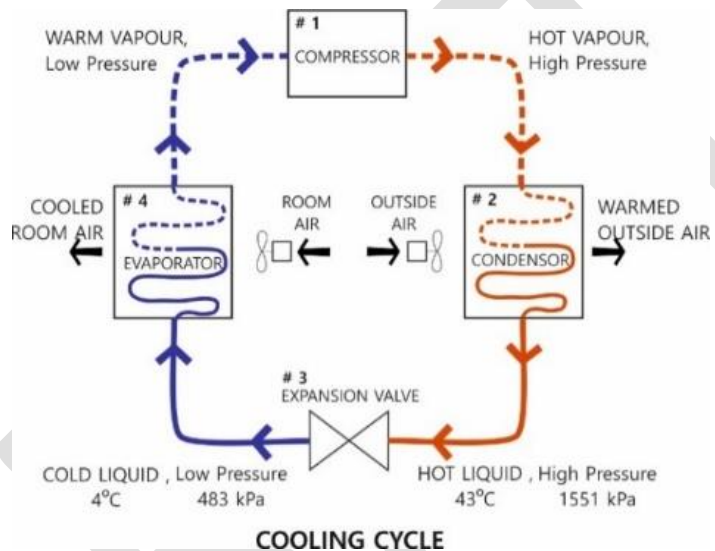 # 1
COMPRESSOR
WARM VAPOUR,
Low Pressure
HOT VAPOUR,
High Pressure
# 4
EVAPORATOR
COOLED
ROOM AIR
ROOM
AIR
OUTSIDE
AIR
# 2
CONDENSOR
WARMED
OUTSIDE AIR
# 3
EXPANSION VALVE
COLD LIQUID , Low Pressure
4°C 483 kPa
HOT LIQUID , High Pressure
43°C 1551 kPa
COOLING CYCLE